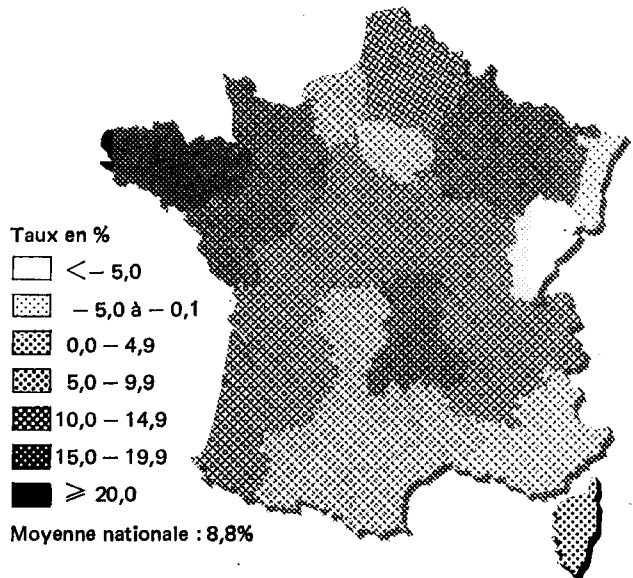 Taux en %
< – 5,0
– 5,0 à – 0,1
0,0 – 4,9
5,0 – 9,9
10,0 – 14,9
15,0 – 19,9
⩾ 20,0
Moyenne nationale : 8,8%